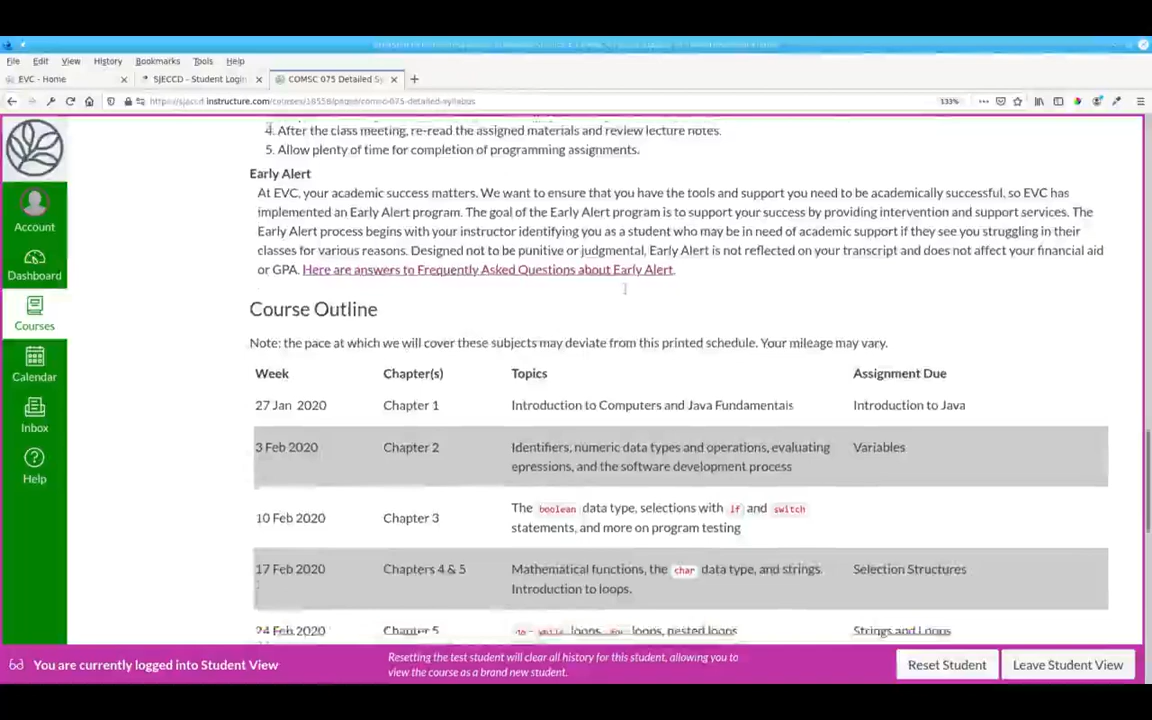 File Edit View History Bookmarks Tools Help
EVC - Home
SJECCD - Student Login
COMSC 075 Detailed Sy
instructure.com/courses/
133%
4. After the class meeting, re-read the assigned materials and review lecture notes.
5. Allow plenty of time for completion of programming assignments.
Early Alert
At EVC, your academic success matters. We want to ensure that you have the tools and support you need to be academically successful, so EVC has
implemented an Early Alert program. The goal of the Early Alert program is to support your success by providing intervention and support services. The
Early Alert process begins with your instructor identifying you as a student who may be in need of academic support if they see you struggling in their
classes for various reasons. Designed not to be punitive or judgmental, Early Alert is not reflected on your transcript and does not affect your financial aid
or GPA. Here are answers to Frequently Asked Questions about Early Alert.
Course Outline
Note: the pace at which we will cover these subjects may deviate from this printed schedule. Your mileage may vary.
Week Chapter(s) Topics Assignment Due
27 Jan 2020 Chapter 1 Introduction to Computers and Java Fundamentals Introduction to Java
3 Feb 2020 Chapter 2 Identifiers, numeric data types and operations, evaluating Variables
epressions, and the software development process
10 Feb 2020 Chapter 3 The boolean data type, selections with if and switch
statements, and more on program testing
17 Feb 2020 Chapters 4 & 5 Mathematical functions, the char data type, and strings. Selection Structures
Introduction to loops.
24 Feb 2020 Chapter 5 do - while loops, for loops, nested loops Strings and Loops
Account
Dashboard
Courses
Calendar
Inbox
Help
You are currently logged into Student View
Resetting the test student will clear all history for this student, allowing you to
view the course as a brand new student.
Reset Student
Leave Student View